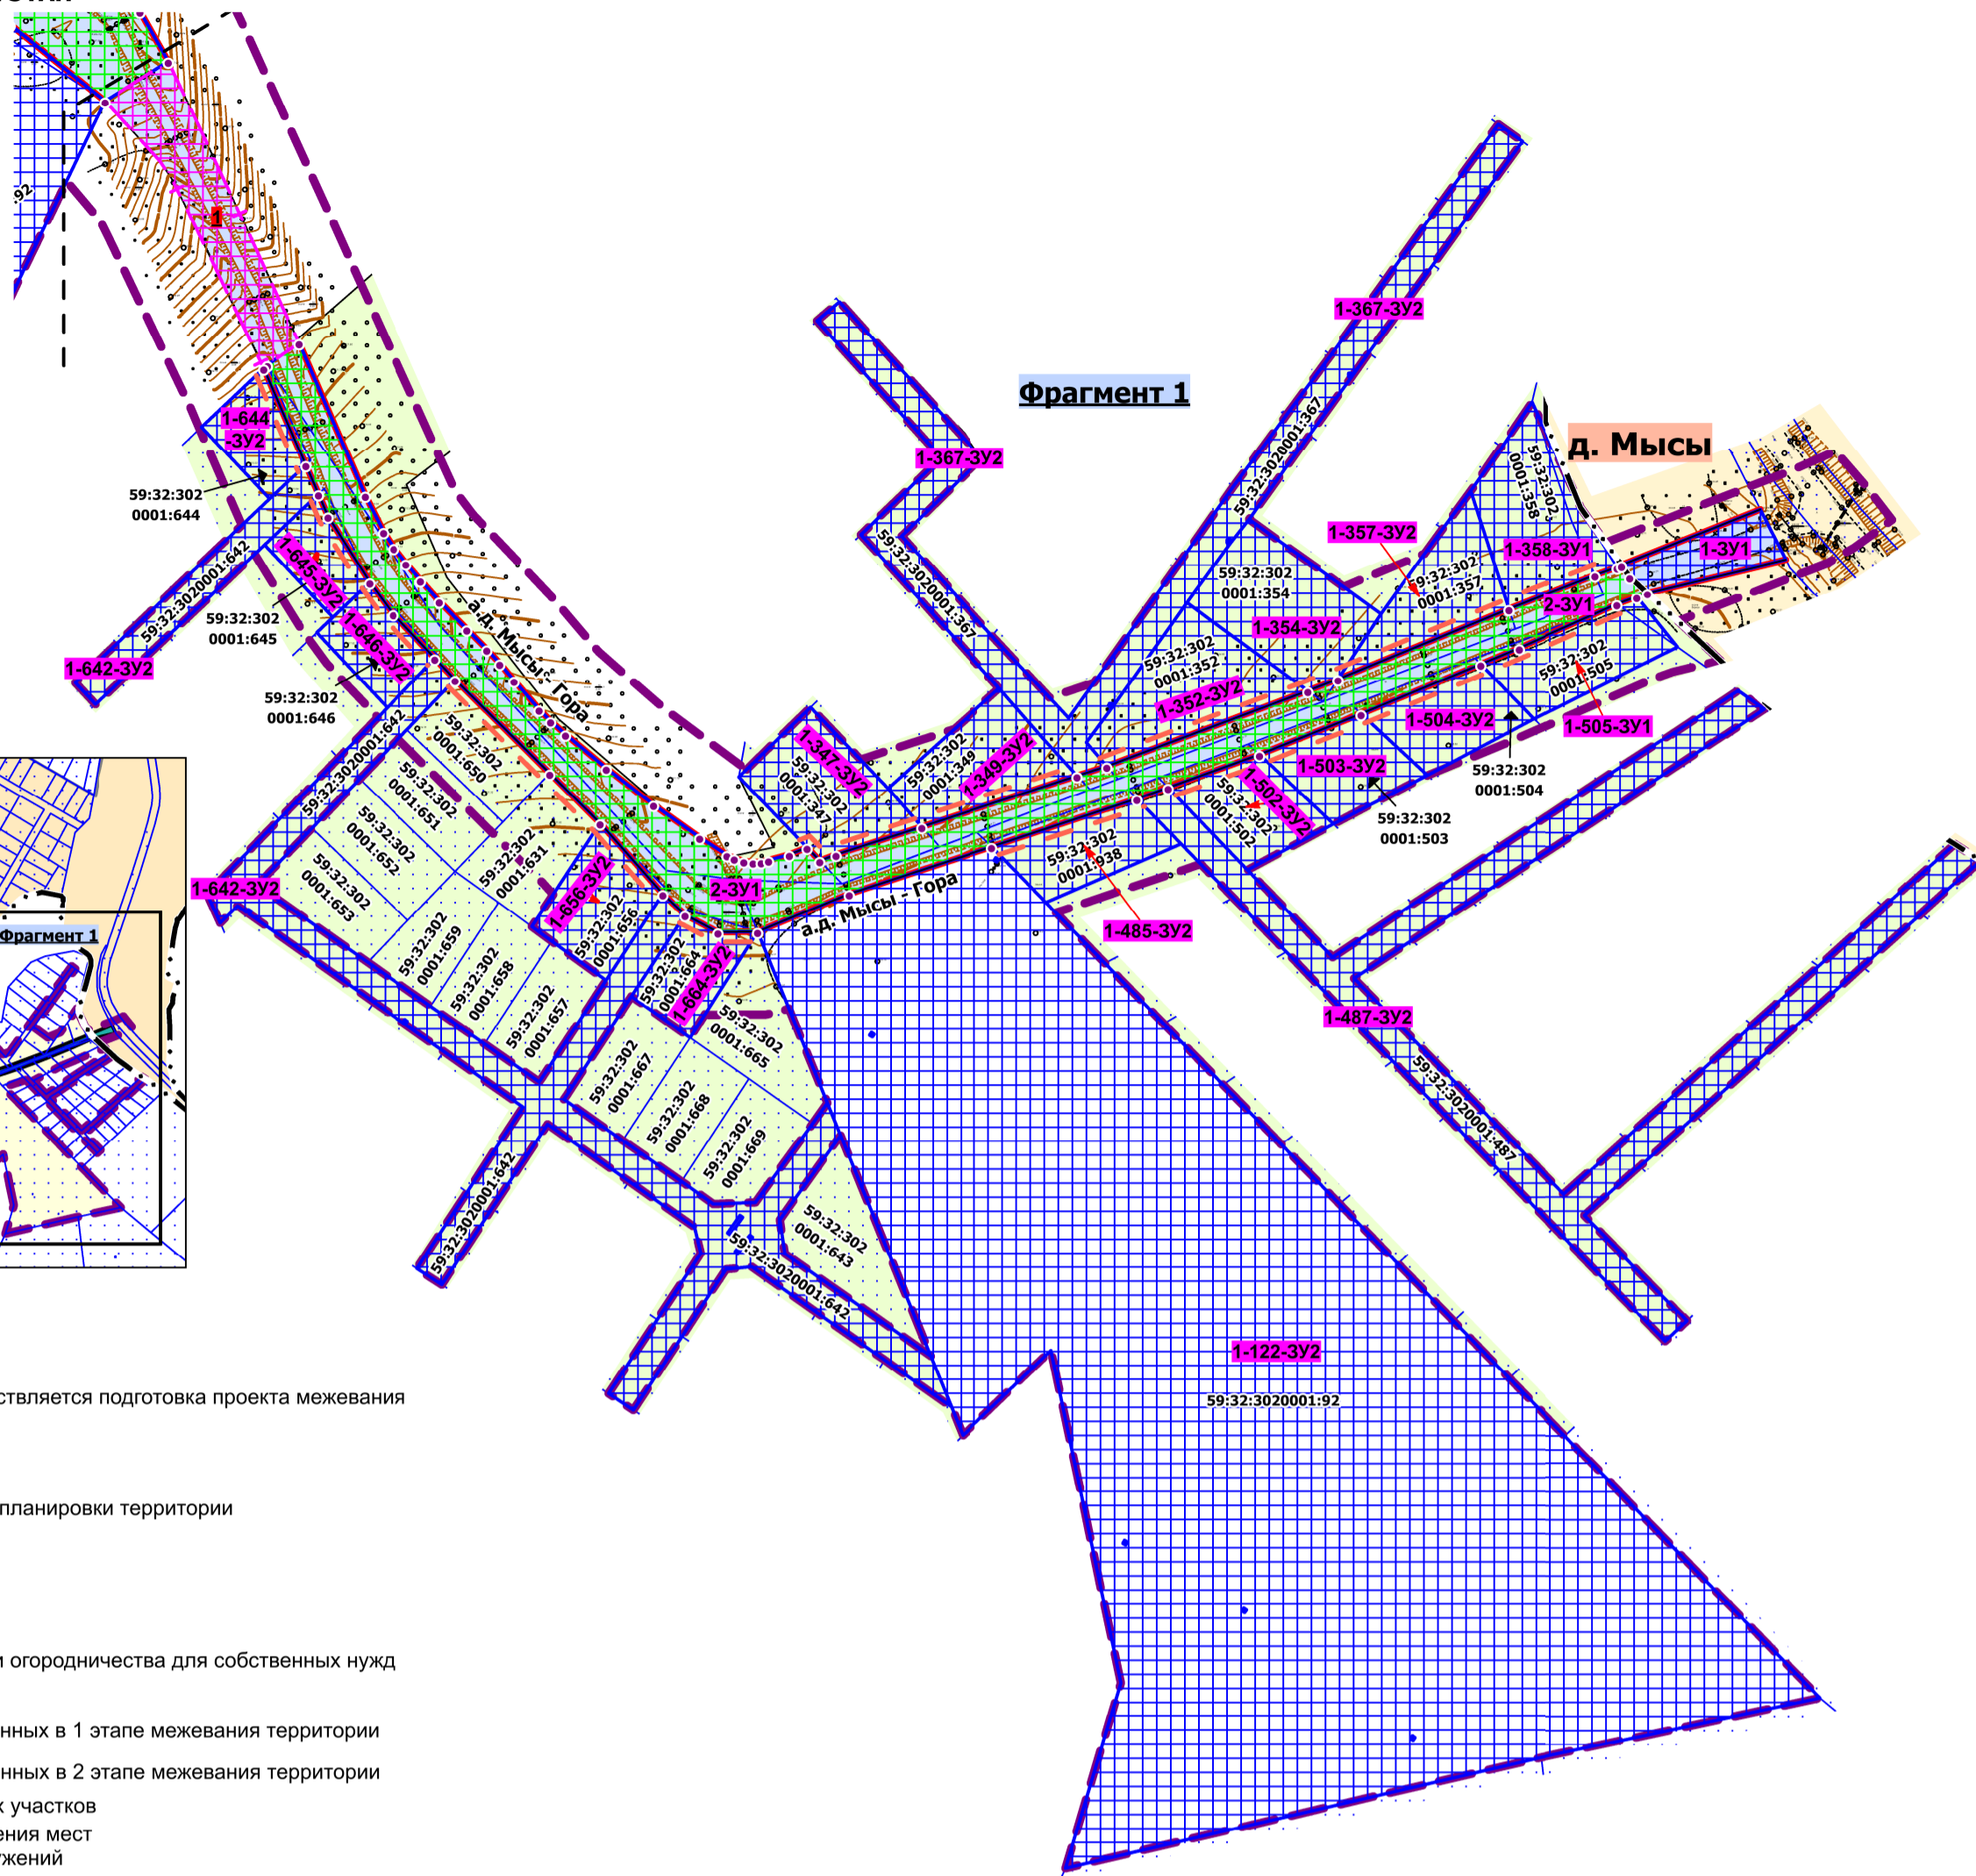 1
.92
1-644
-ЗУ2
59:32:302
0001:644
59:32:3020001:642
1-642-ЗУ2
1-645-ЗУ2
59:32:302
0001:645
1-646-ЗУ2
59:32:302
0001:646
а.д. Мысы - Гора
59:32:3020001:642
1-642-ЗУ2
59:32:302
0001:650
59:32:302
0001:651
59:32:302
0001:652
59:32:302
0001:653
59:32:302
0001:631
59:32:302
0001:659
59:32:302
0001:658
59:32:302
0001:657
1-656-ЗУ2
59:32:302
0001:656
59:32:302
0001:664
1-664-ЗУ2
59:32:302
0001:665
59:32:302
0001:667
59:32:302
0001:668
59:32:302
0001:669
59:32:302
0001:643
59:32:3020001:642
59:32:3020001:642
2-ЗУ1
а.д. Мысы - Гора
1-347-ЗУ2
59:32:302
0001:347
59:32:302
0001:349
1-349-ЗУ2
1-367-ЗУ2
59:32:3020001:367
Фрагмент 1
1-367-ЗУ2
59:32:3020001:367
59:32:302
0001:354
1-354-ЗУ2
59:32:302
0001:352
1-352-ЗУ2
1-357-ЗУ2
59:32:302
0001:357
59:32:302
0001:358
1-358-ЗУ1
д. Мысы
1-ЗУ1
2-ЗУ1
59:32:302
0001:505
1-505-ЗУ1
1-504-ЗУ2
59:32:302
0001:504
1-503-ЗУ2
59:32:302
0001:503
1-502-ЗУ2
59:32:302
0001:502
59:32:302
0001:938
1-485-ЗУ2
1-487-ЗУ2
59:32:3020001:487
1-122-ЗУ2
59:32:3020001:92
Фрагмент 1
ствляется подготовка проекта межевания
планировки территории
и огородничества для собственных нужд
нных в 1 этапе межевания территории
нных в 2 этапе межевания территории
х участков
ения мест
ужений